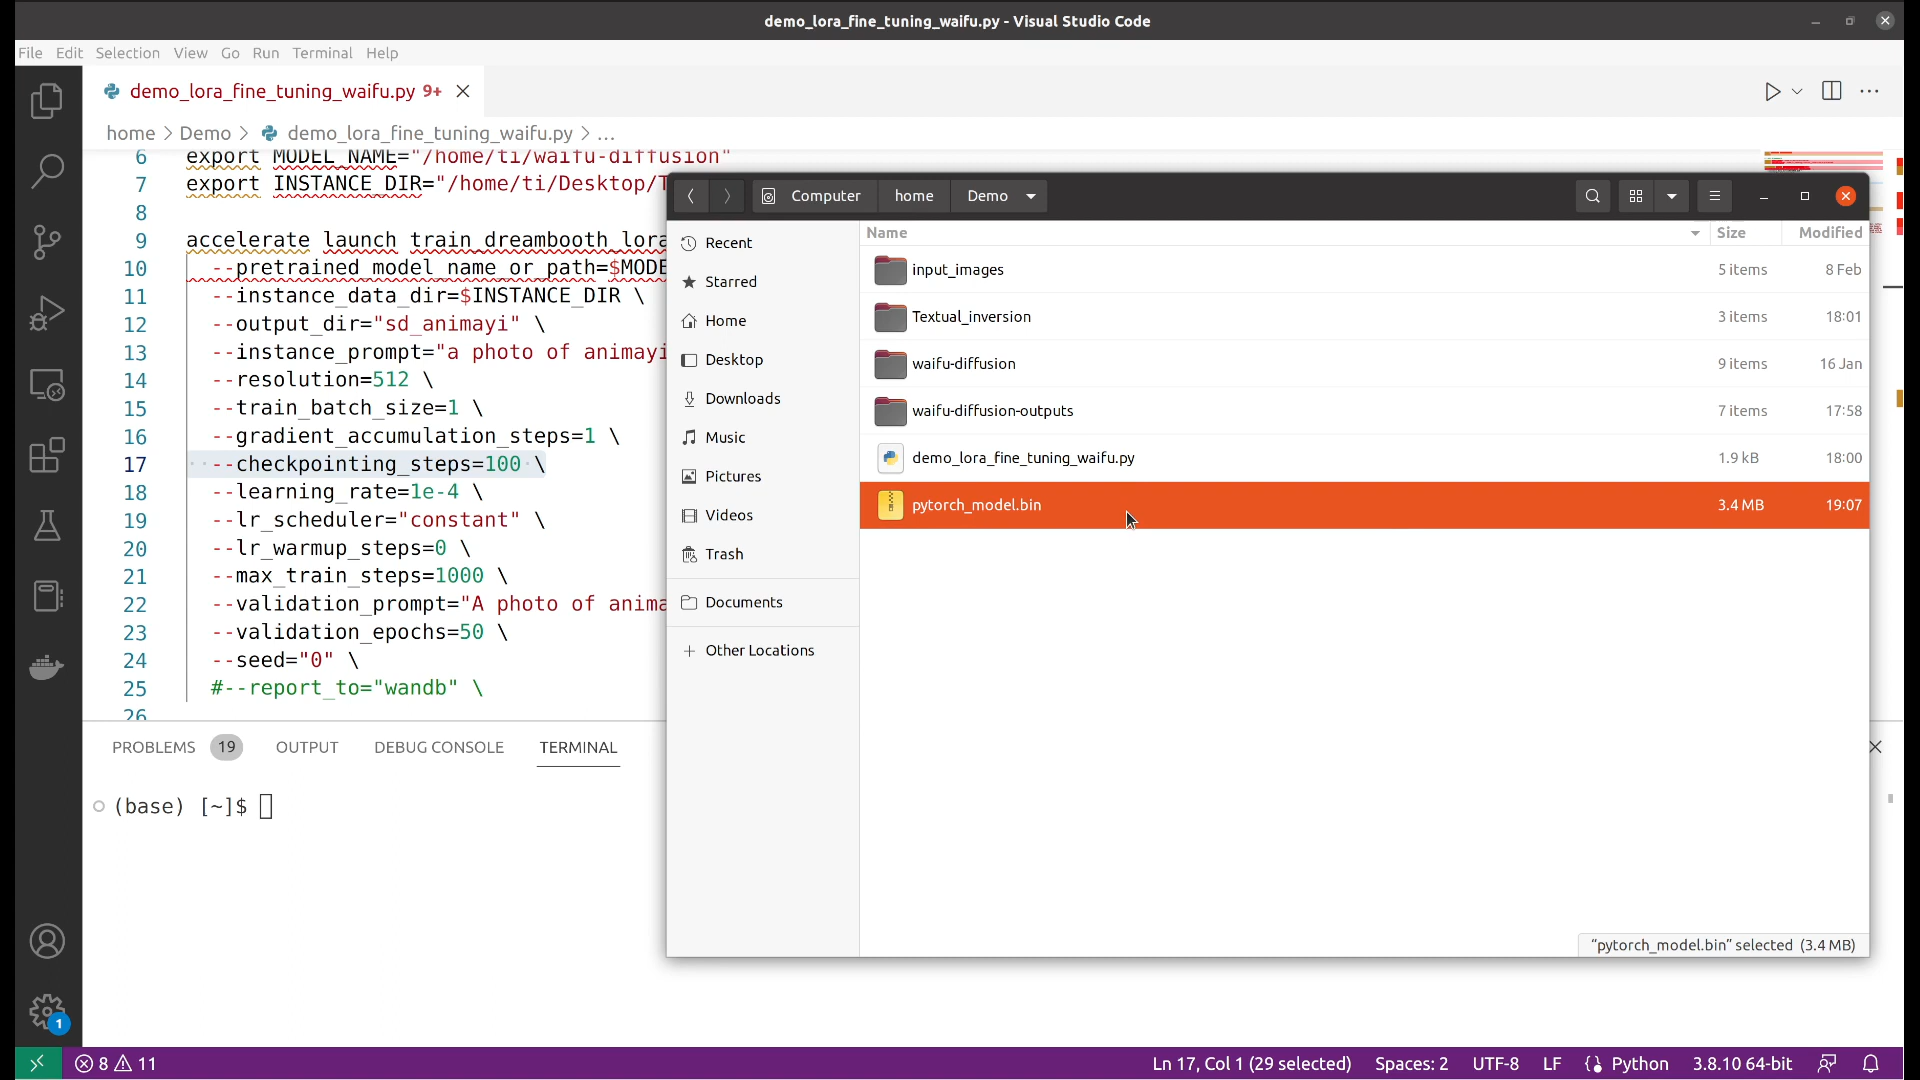 demo_lora_fine_tuning_waifu.py - Visual Studio Code
File Edit Selection View Go Run Terminal Help
demo_lora_fine_tuning_waifu.py 9+
home > Demo > demo_lora_fine_tuning_waifu.py > ...
6 export MODEL_NAME="/home/ti/waifu-diffusion"
7 export INSTANCE_DIR="/home/ti/Desktop/T
8
9 accelerate launch train_dreambooth_lora
10 --pretrained_model_name_or_path=$MODE
11 --instance_data_dir=$INSTANCE_DIR \
12 --output_dir="sd_animayi" \
13 --instance_prompt="a photo of animayi
14 --resolution=512 \
15 --train_batch_size=1 \
16 --gradient_accumulation_steps=1 \
17 --checkpointing_steps=100 \
18 --learning_rate=1e-4 \
19 --lr_scheduler="constant" \
20 --lr_warmup_steps=0 \
21 --max_train_steps=1000 \
22 --validation_prompt="A photo of anima
23 --validation_epochs=50 \
24 --seed="0" \
25 #--report_to="wandb" \
26
Computer home Demo
Name Size Modified
Recent
Starred
Home
Desktop
Downloads
Music
Pictures
Videos
Trash
Documents
+ Other Locations
input_images 5 items 8 Feb
Textual_inversion 3 items 18:01
waifu-diffusion 9 items 16 Jan
waifu-diffusion-outputs 7 items 17:58
demo_lora_fine_tuning_waifu.py 1.9 kB 18:00
pytorch_model.bin 3.4 MB 19:07
"pytorch_model.bin" selected (3.4 MB)
PROBLEMS 19 OUTPUT DEBUG CONSOLE TERMINAL
(base) [~]$
1
8 11 Ln 17, Col 1 (29 selected) Spaces: 2 UTF-8 LF Python 3.8.10 64-bit